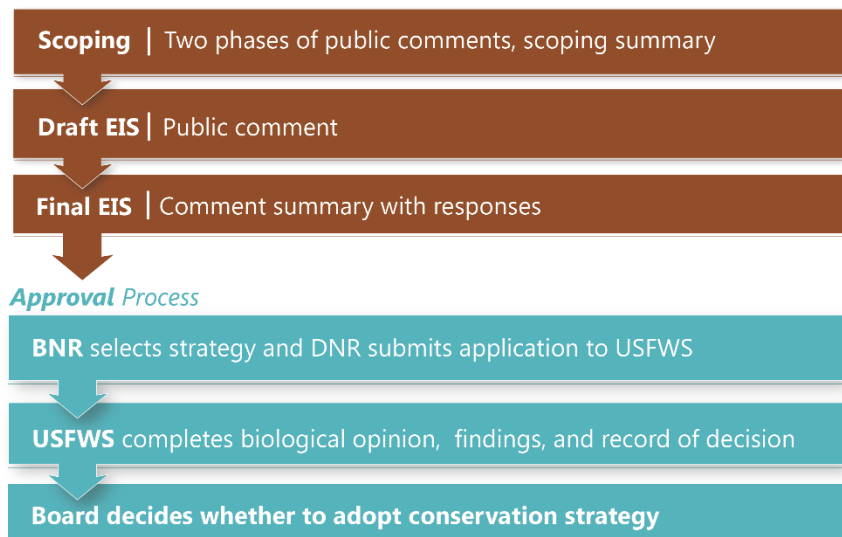 Scoping | Two phases of public comments, scoping summary
Draft EIS | Public comment
Final EIS | Comment summary with responses
Approval Process
BNR selects strategy and DNR submits application to USFWS
USFWS completes biological opinion, findings, and record of decision
Board decides whether to adopt conservation strategy